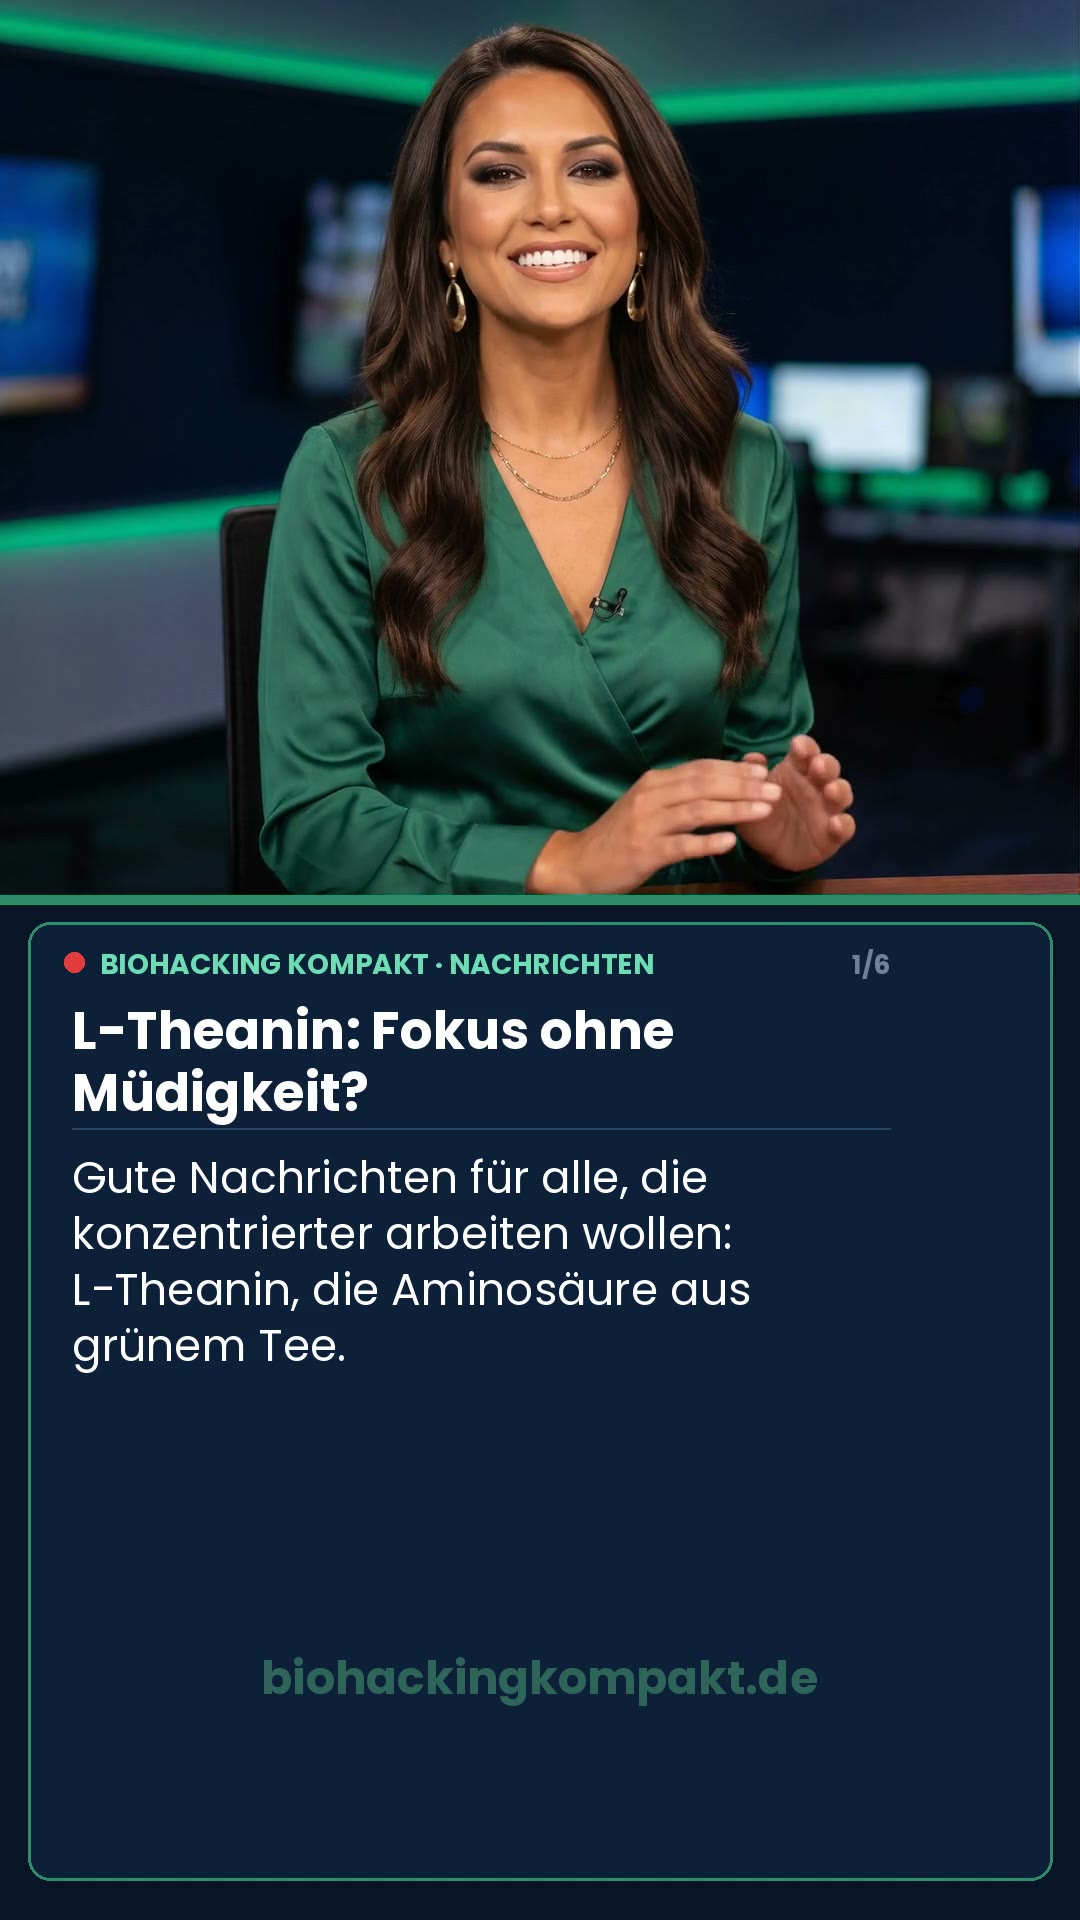 BIOHACKING KOMPAKT · NACHRICHTEN 1/6
L-Theanin: Fokus ohne
Müdigkeit?
Gute Nachrichten für alle, die
konzentrierter arbeiten wollen:
L-Theanin, die Aminosäure aus
grünem Tee.
biohackingkompakt.de